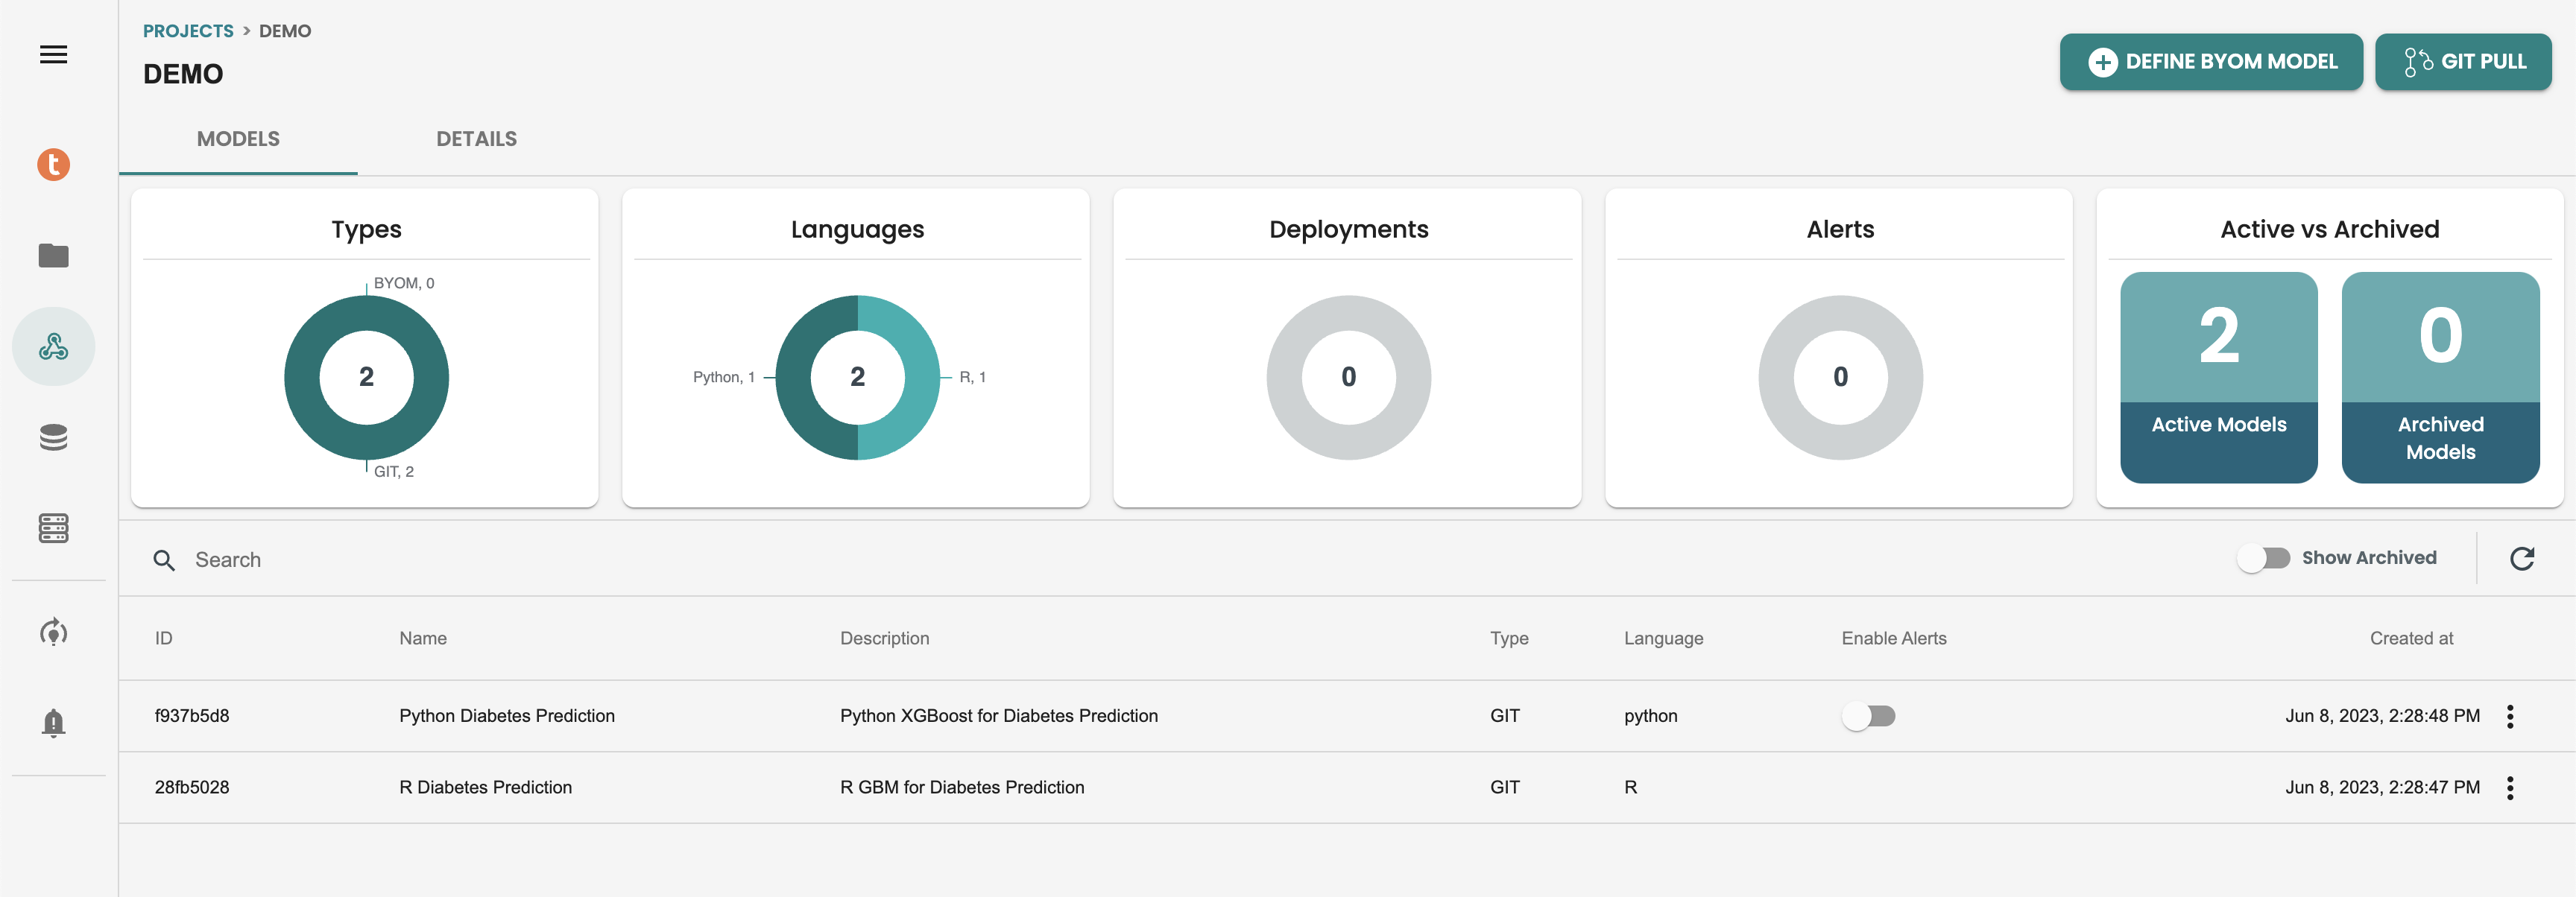 PROJECTS > DEMO
DEMO
DEFINE BYOM MODEL
GIT PULL
MODELS
DETAILS
t
Types
BYOM, 0
2
GIT, 2
Languages
Python, 1
2
R, 1
Deployments
0
Alerts
0
Active vs Archived
2
Active Models
0
Archived
Models
Search
Show Archived
ID Name Description Type Language Enable Alerts Created at
f937b5d8 Python Diabetes Prediction Python XGBoost for Diabetes Prediction GIT python Jun 8, 2023, 2:28:48 PM
28fb5028 R Diabetes Prediction R GBM for Diabetes Prediction GIT R Jun 8, 2023, 2:28:47 PM